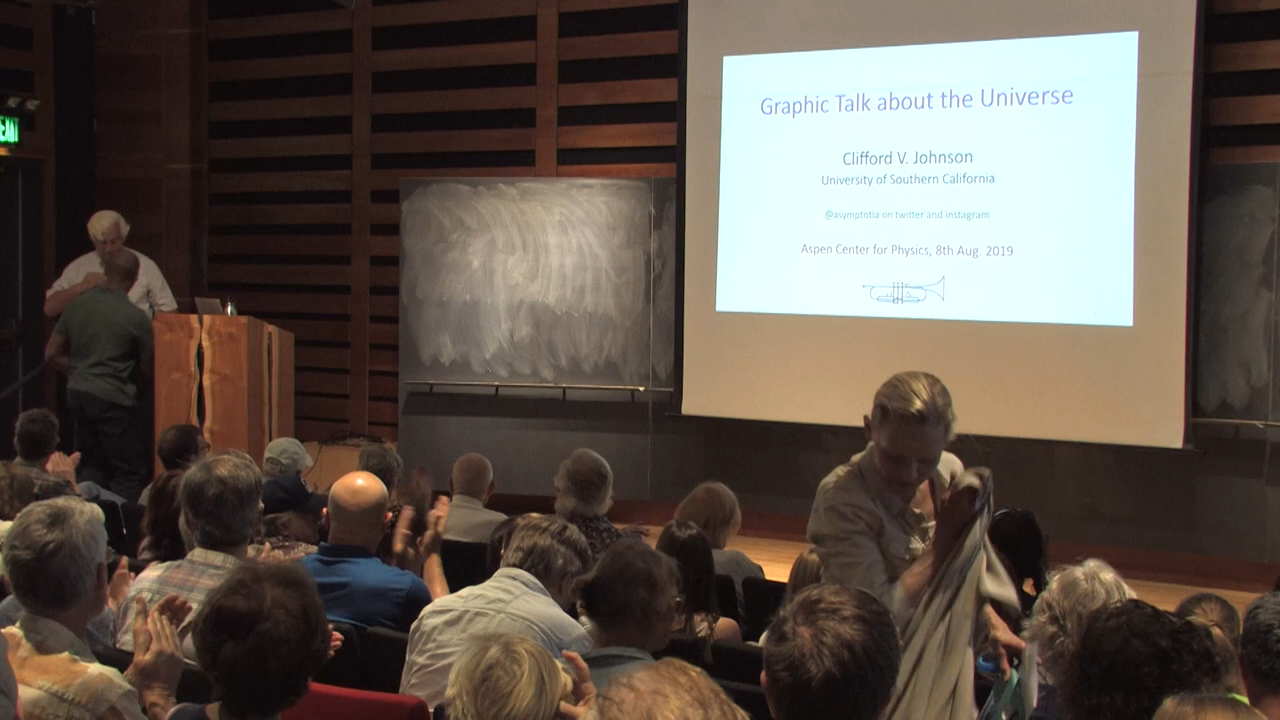 Graphic Talk about the Universe
Clifford V. Johnson
University of Southern California
@asymptotia on twitter and instagram
Aspen Center for Physics, 8th Aug. 2019